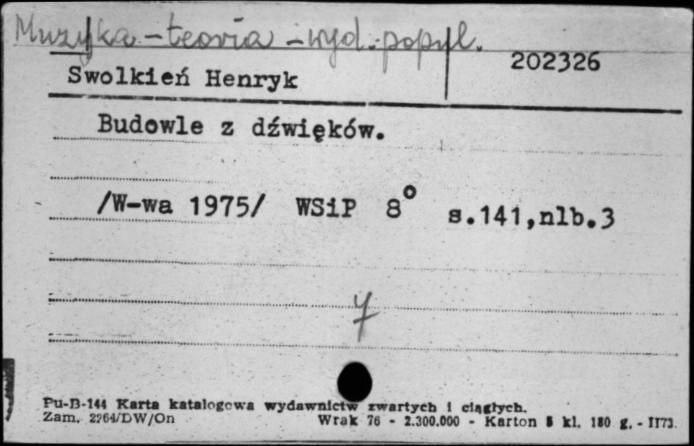 Muzyka – teoria – wyd. popul.
202326
Swolkień Henryk
Budowle z dźwięków.
/W-wa 1975/ WSiP 8° s.141,nlb.3
7
Pu-B-144 Karta katalogowa wydawnictw zwartych i ciągłych.
Zam. 2264/DW/On Wrak 76 - 2.300.000 - Karton 5 kl. 180 g. - II73